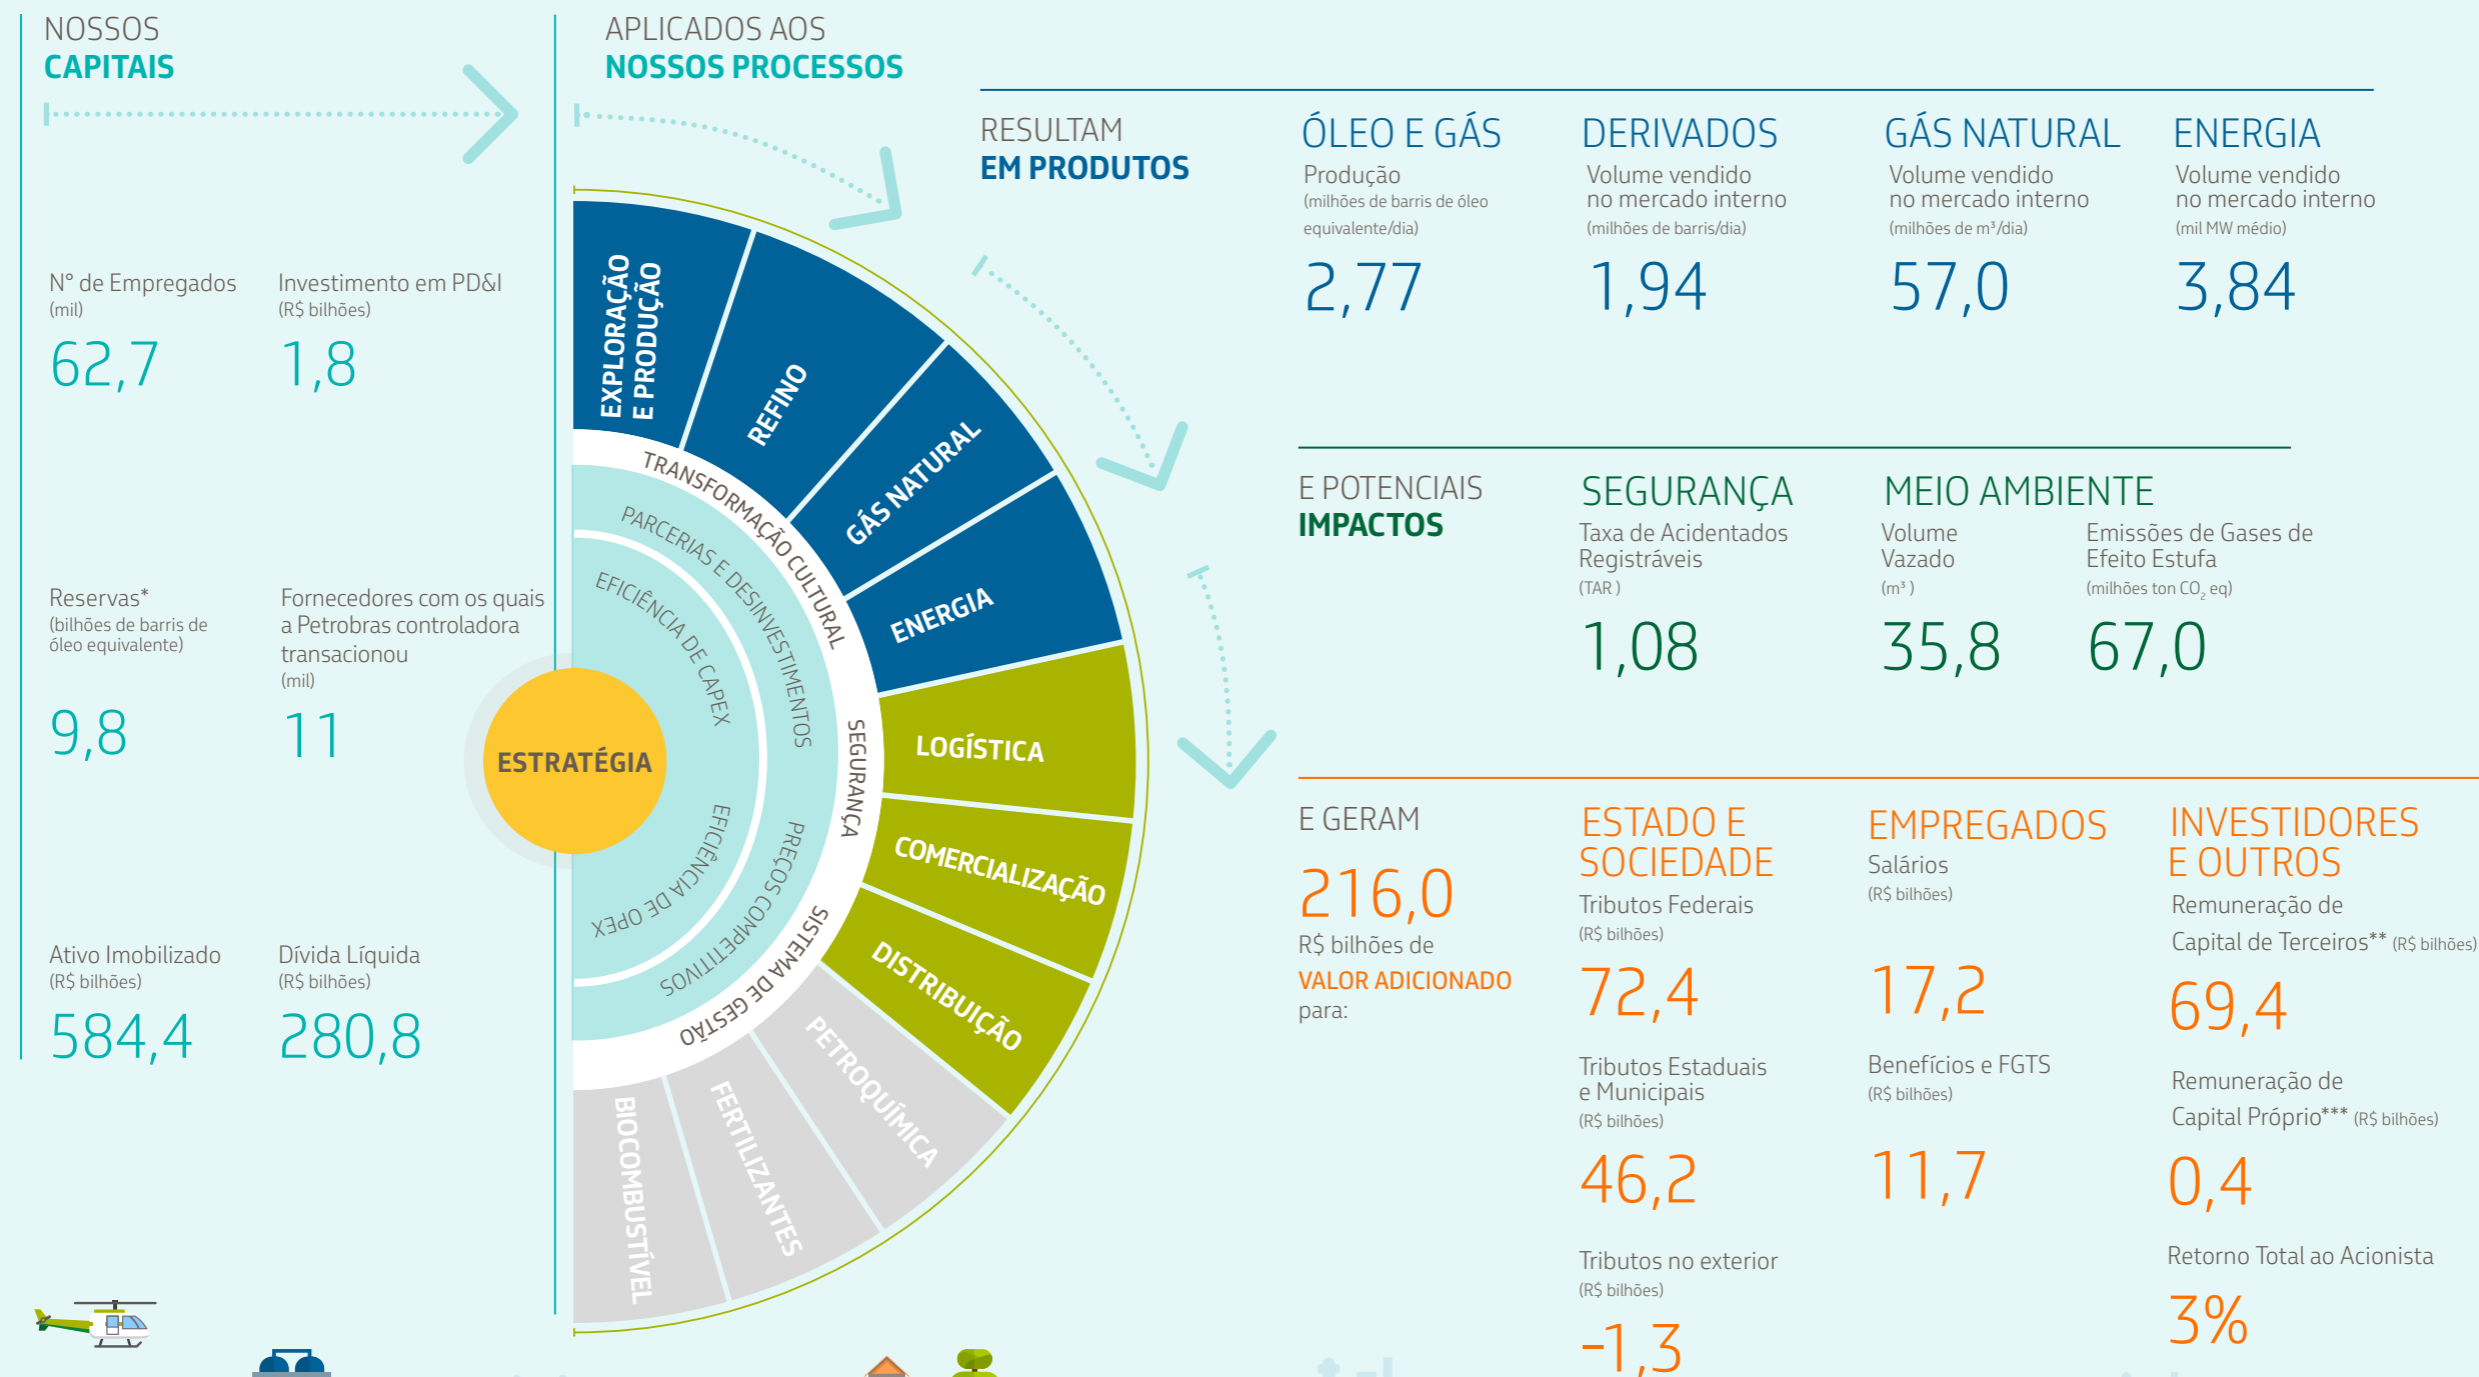 NOSSOS
CAPITAIS
N° de Empregados
(mil)
62,7
Investimento em PD&I
(R$ bilhões)
1,8
Reservas*
(bilhões de barris de
óleo equivalente)
9,8
Fornecedores com os quais
a Petrobras controladora
transacionou
(mil)
11
Ativo Imobilizado
(R$ bilhões)
584,4
Dívida Líquida
(R$ bilhões)
280,8
APLICADOS AOS
NOSSOS PROCESSOS
ESTRATÉGIA
EFICIÊNCIA DE CAPEX
EFICIÊNCIA DE OPEX
PARCERIAS E DESINVESTIMENTOS
PREÇOS COMPETITIVOS
TRANSFORMAÇÃO CULTURAL
SEGURANÇA
SISTEMA DE GESTÃO
EXPLORAÇÃO
E PRODUÇÃO
REFINO
GÁS NATURAL
ENERGIA
LOGÍSTICA
COMERCIALIZAÇÃO
DISTRIBUIÇÃO
PETROQUÍMICA
FERTILIZANTES
BIOCOMBUSTÍVEL
RESULTAM
EM PRODUTOS
ÓLEO E GÁS
Produção
(milhões de barris de óleo
equivalente/dia)
2,77
DERIVADOS
Volume vendido
no mercado interno
(milhões de barris/dia)
1,94
GÁS NATURAL
Volume vendido
no mercado interno
(milhões de m³/dia)
57,0
ENERGIA
Volume vendido
no mercado interno
(mil MW médio)
3,84
E POTENCIAIS
IMPACTOS
SEGURANÇA
Taxa de Acidentados
Registráveis
(TAR )
1,08
MEIO AMBIENTE
Volume
Vazado
(m³ )
35,8
Emissões de Gases de
Efeito Estufa
(milhões ton CO₂ eq)
67,0
E GERAM
216,0
R$ bilhões de
VALOR ADICIONADO
para:
ESTADO E
SOCIEDADE
Tributos Federais
(R$ bilhões)
72,4
Tributos Estaduais
e Municipais
(R$ bilhões)
46,2
Tributos no exterior
(R$ bilhões)
-1,3
EMPREGADOS
Salários
(R$ bilhões)
17,2
Benefícios e FGTS
(R$ bilhões)
11,7
INVESTIDORES
E OUTROS
Remuneração de
Capital de Terceiros** (R$ bilhões)
69,4
Remuneração de
Capital Próprio*** (R$ bilhões)
0,4
Retorno Total ao Acionista
3%